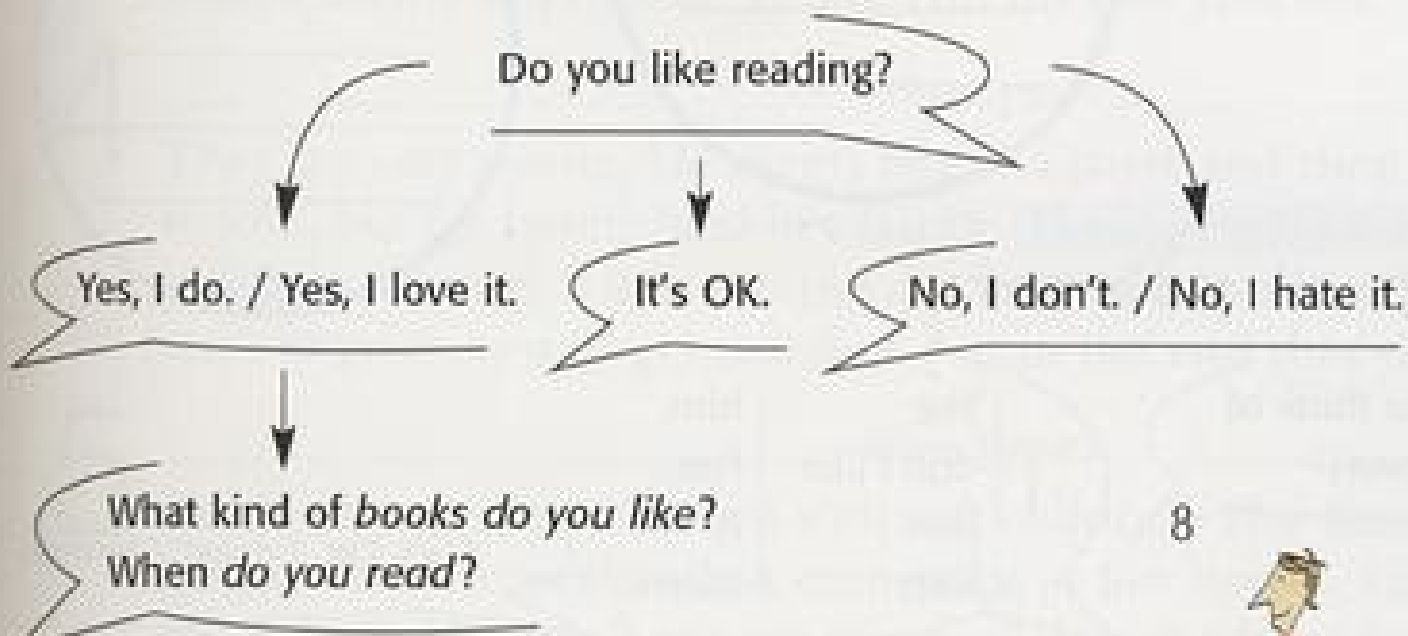 Do you like reading?
Yes, I do. / Yes, I love it.
It's OK.
No, I don't. / No, I hate it.
What kind of books do you like?
When do you read?
8